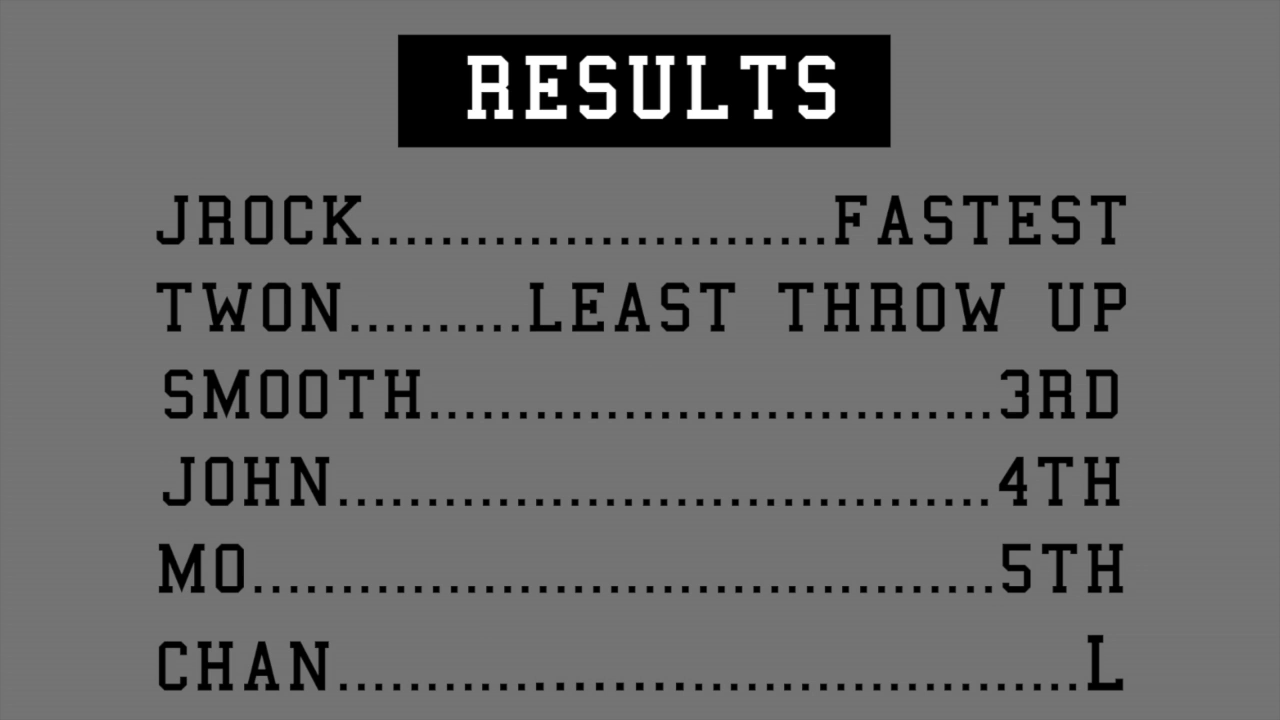 RESULTS
JROCK..........................FASTEST
TWON..........LEAST THROW UP
SMOOTH................................3RD
JOHN.....................................4TH
MO..........................................5TH
CHAN..........................................L